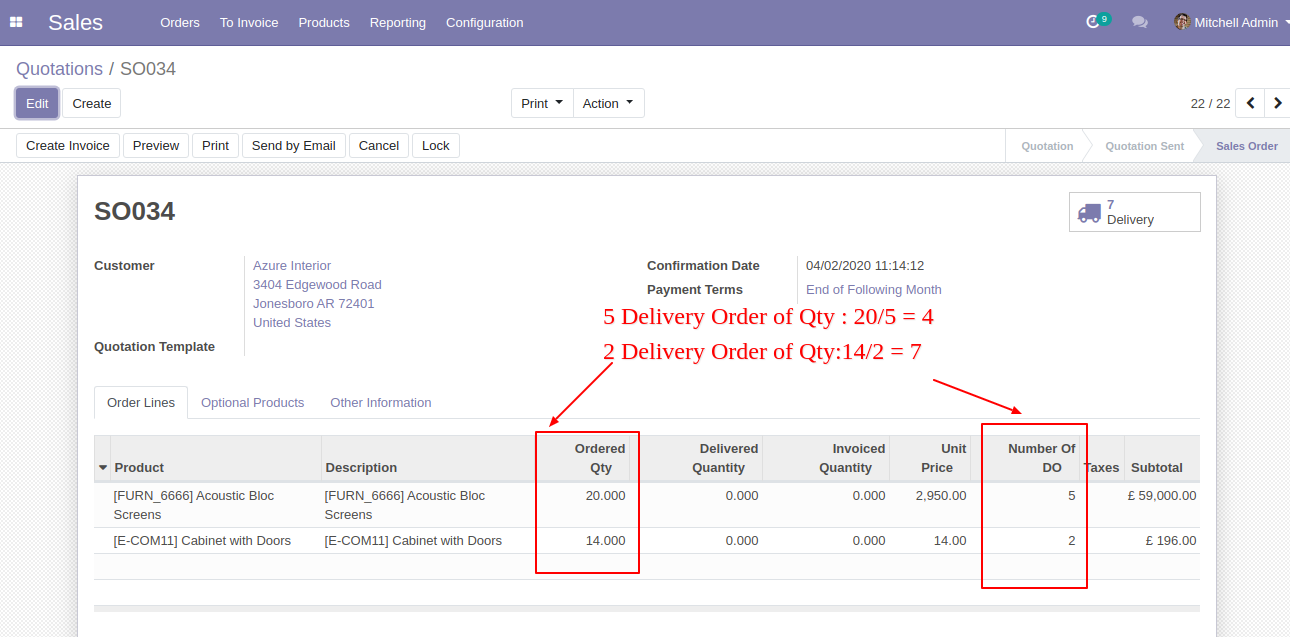 Sales Orders To Invoice Products Reporting Configuration 9 Mitchell Admin
Quotations / SO034
Edit Create Print Action 22 / 22
Create Invoice Preview Print Send by Email Cancel Lock Quotation Quotation Sent Sales Order
SO034
7
Delivery
Customer Azure Interior Confirmation Date 04/02/2020 11:14:12
3404 Edgewood Road
Payment Terms End of Following Month
Jonesboro AR 72401
United States
5 Delivery Order of Qty : 20/5 = 4
Quotation Template
2 Delivery Order of Qty:14/2 = 7
Order Lines Optional Products Other Information
Product Description Ordered Qty Delivered Quantity Invoiced Quantity Unit Price Number Of DO Taxes Subtotal
[FURN_6666] Acoustic Bloc [FURN_6666] Acoustic Bloc 20.000 0.000 0.000 2,950.00 5 £ 59,000.00
Screens Screens
[E-COM11] Cabinet with Doors [E-COM11] Cabinet with Doors 14.000 0.000 0.000 14.00 2 £ 196.00